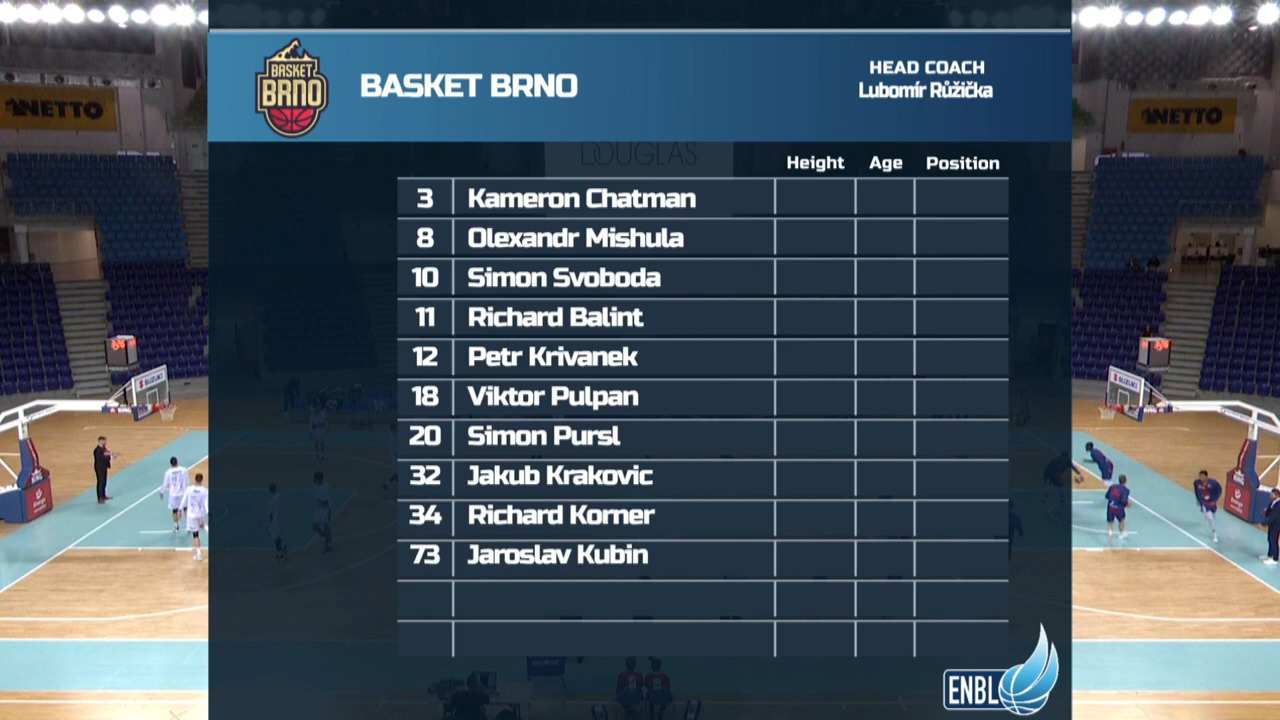 BASKET
BRNO
BASKET BRNO
HEAD COACH
Lubomír Růžička
NETTO
NETTO
DOUGLAS
Height Age Position
3 Kameron Chatman
8 Olexandr Mishula
10 Simon Svoboda
11 Richard Balint
12 Petr Krivanek
18 Viktor Pulpan
20 Simon Pursl
32 Jakub Krakovic
34 Richard Korner
73 Jaroslav Kubin
SUZUKI
SUZUKI
ENBL